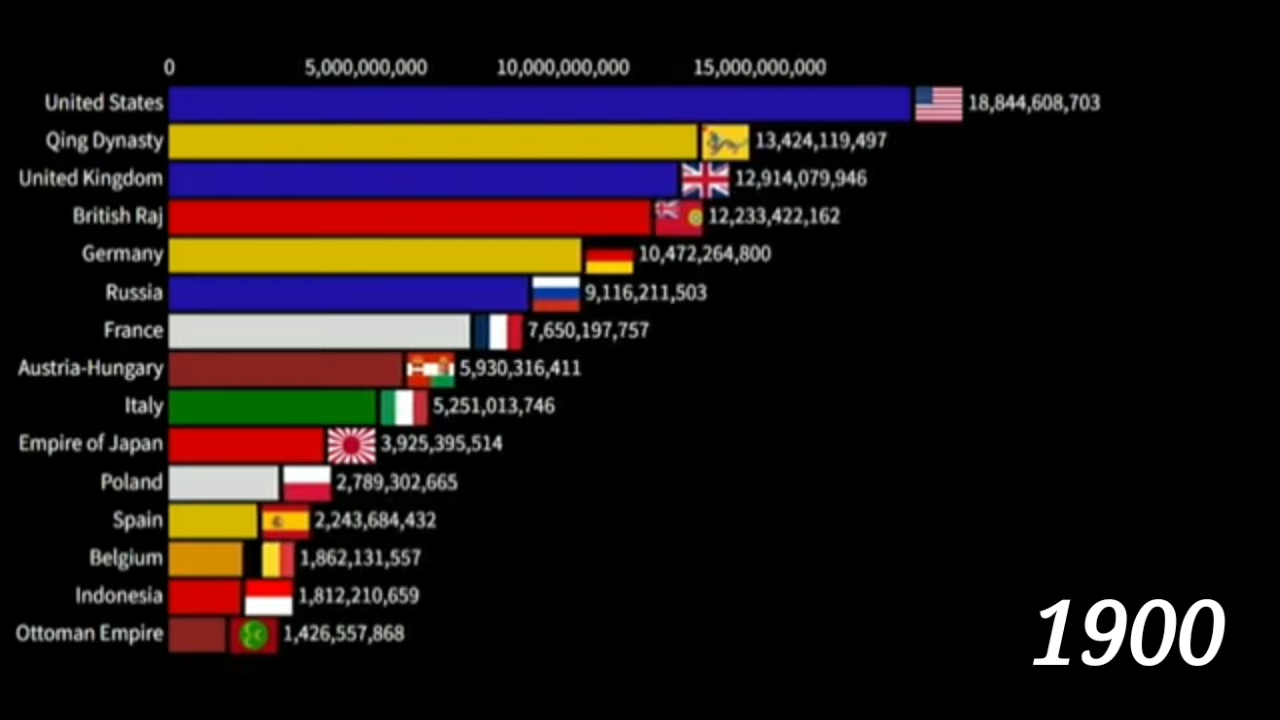 0 5,000,000,000 10,000,000,000 15,000,000,000
United States 18,844,608,703
Qing Dynasty 13,424,119,497
United Kingdom 12,914,079,946
British Raj 12,233,422,162
Germany 10,472,264,800
Russia 9,116,211,503
France 7,650,197,757
Austria-Hungary 5,930,316,411
Italy 5,251,013,746
Empire of Japan 3,925,395,514
Poland 2,789,302,665
Spain 2,243,684,432
Belgium 1,862,131,557
Indonesia 1,812,210,659
Ottoman Empire 1,426,557,868
1900